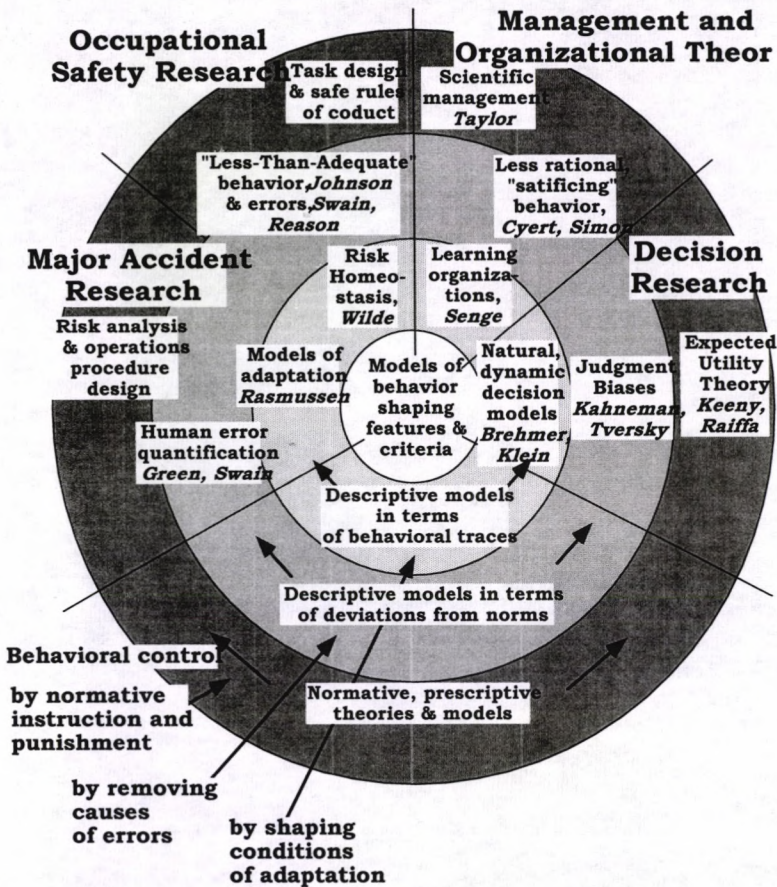 Management and
Organizational Theor
Occupational
Safety Research
Task design
& safe rules
of coduct
Scientific
management
Taylor
"Less-Than-Adequate"
behavior,Johnson
& errors,Swain,
Reason
Less rational,
"satificing"
behavior,
Cyert, Simon
Major Accident
Research
Risk
Homeo-
stasis,
Wilde
Learning
organiza-
tions,
Senge
Decision
Research
Risk analysis
& operations
procedure
design
Models of
adaptation
Rasmussen
Models of
behavior
shaping
features &
criteria
Natural,
dynamic
decision
models
Brehmer,
Klein
Judgment
Biases
Kahneman,
Tversky
Expected
Utility
Theory
Keeny,
Raiffa
Human error
quantification
Green, Swain
Descriptive models
in terms
of behavioral traces
Descriptive models in terms
of deviations from norms
Normative, prescriptive
theories & models
Behavioral control
by normative
instruction and
punishment
by removing
causes
of errors
by shaping
conditions
of adaptation